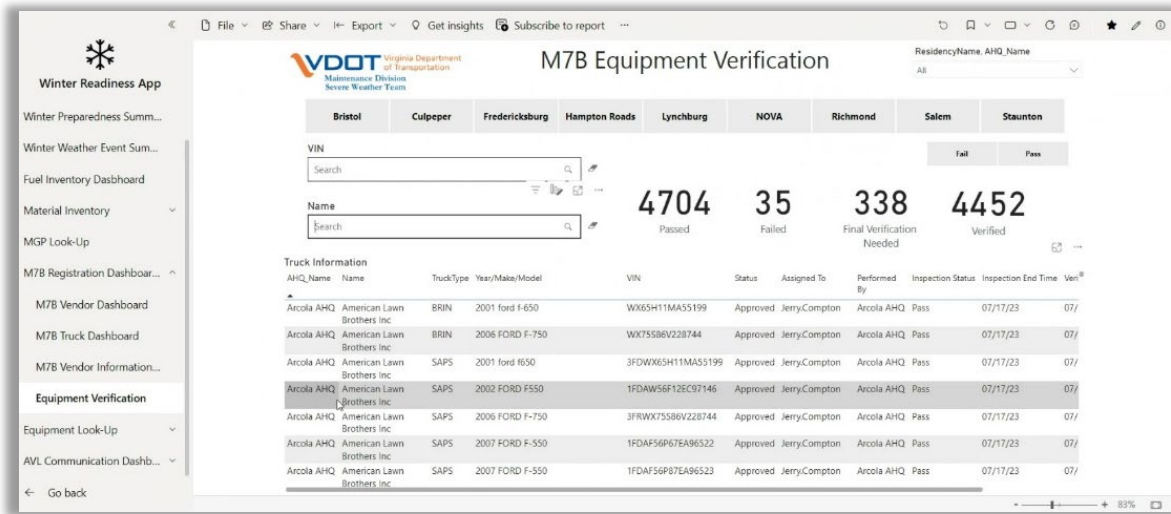 File Share Export Get insights Subscribe to report ...
Winter Readiness App
Winter Preparedness Summ...
Winter Weather Event Sum...
Fuel Inventory Dasbhoard
Material Inventory
MGP Look-Up
M7B Registration Dashboar...
M7B Vendor Dashboard
M7B Truck Dashboard
M7B Vendor Information...
Equipment Verification
Equipment Look-Up
AVL Communication Dashb...
Go back
VDOT Virginia Department
of Transportation
Maintenance Division
Severe Weather Team
M7B Equipment Verification
ResidencyName, AHQ_Name
All
Bristol Culpeper Fredericksburg Hampton Roads Lynchburg NOVA Richmond Salem Staunton
Fail Pass
VIN
Search
Name
Search
4704 35 338 4452
Passed Failed Final Verification Verified
Needed
Truck Information
AHQ_Name Name TruckType Year/Make/Model VIN Status Assigned To Performed Inspection Status Inspection End Time Veri
By
Arcola AHQ American Lawn BRIN 2001 ford f-650 WX65H11MA55199 Approved Jerry.Compton Arcola AHQ Pass 07/17/23 07/
Brothers Inc
Arcola AHQ American Lawn BRIN 2006 FORD F-750 WX75S86V228744 Approved Jerry.Compton Arcola AHQ Pass 07/17/23 07/
Brothers Inc
Arcola AHQ American Lawn SAPS 2001 ford f650 3FDWX65H11MA55199 Approved Jerry.Compton Arcola AHQ Pass 07/17/23 07/
Brothers Inc
Arcola AHQ American Lawn SAPS 2002 FORD F550 1FDAW56F12EC97146 Approved Jerry.Compton Arcola AHQ Pass 07/17/23 07/
Brothers Inc
Arcola AHQ American Lawn SAPS 2006 FORD F-750 3FRWX75S86V228744 Approved Jerry.Compton Arcola AHQ Pass 07/17/23 07/
Brothers Inc
Arcola AHQ American Lawn SAPS 2007 FORD F-550 1FDAF56P67EA96522 Approved Jerry.Compton Arcola AHQ Pass 07/17/23 07/
Brothers Inc
Arcola AHQ American Lawn SAPS 2007 FORD F-550 1FDAF56P87EA96523 Approved Jerry.Compton Arcola AHQ Pass 07/17/23 07/
Brothers Inc
83%